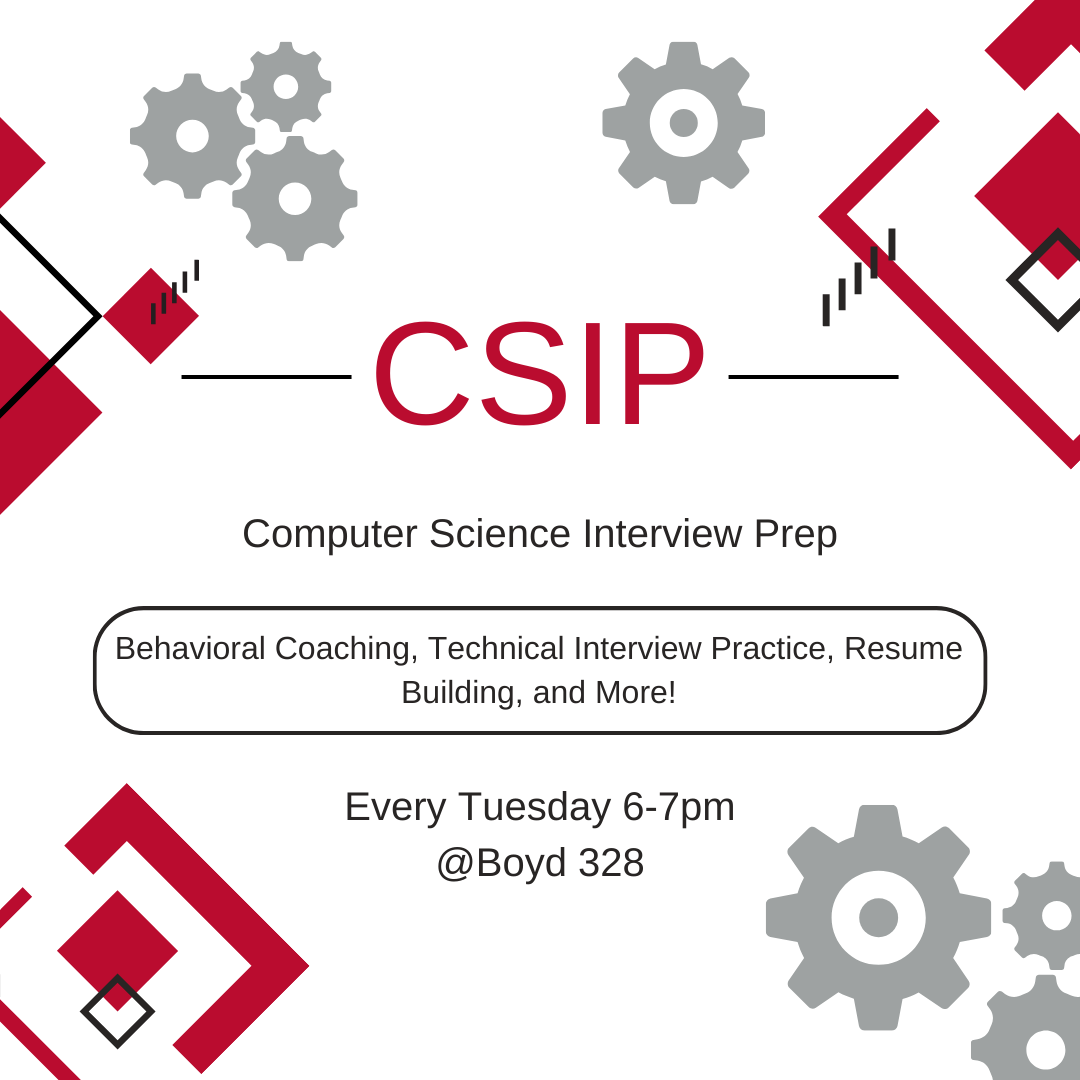 CSIP
Computer Science Interview Prep
Behavioral Coaching, Technical Interview Practice, Resume
Building, and More!
Every Tuesday 6-7pm
@Boyd 328